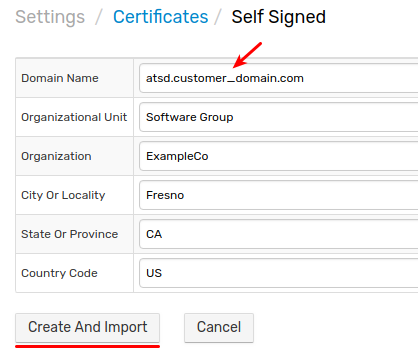 Settings / Certificates / Self Signed
Domain Name atsd.customer_domain.com
Organizational Unit Software Group
Organization ExampleCo
City Or Locality Fresno
State Or Province CA
Country Code US
Create And Import Cancel